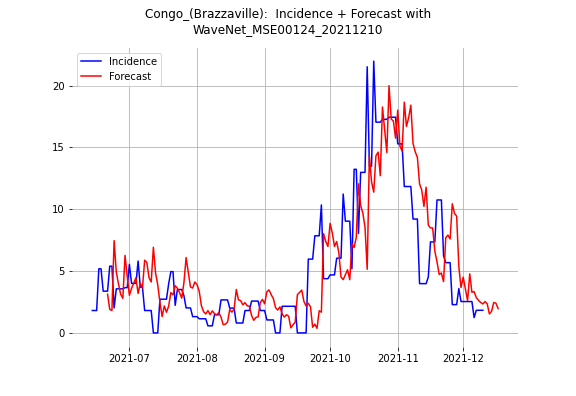 Congo_(Brazzaville):  Incidence + Forecast with
WaveNet_MSE00124_20211210
Incidence
Forecast
20
15
10
5
0
2021-07
2021-08
2021-09
2021-10
2021-11
2021-12